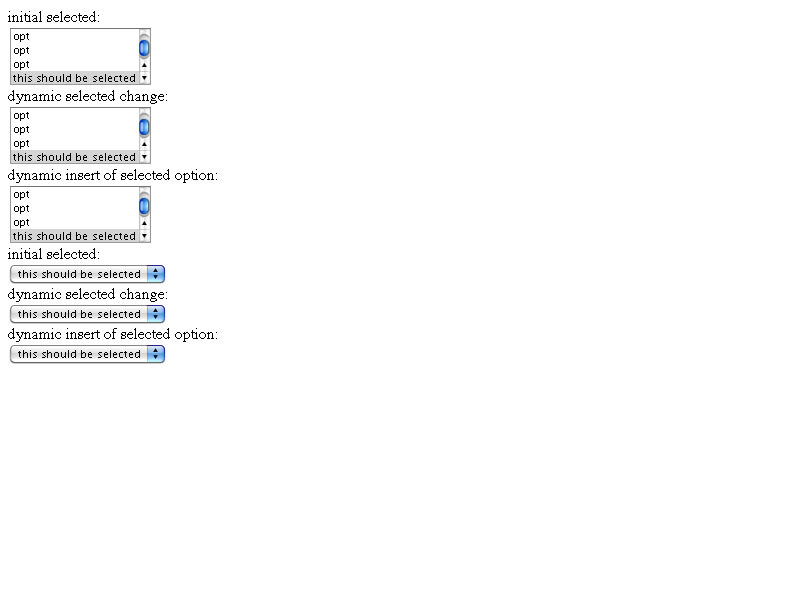 initial selected:
opt
opt
opt
this should be selected
dynamic selected change:
opt
opt
opt
this should be selected
dynamic insert of selected option:
opt
opt
opt
this should be selected
initial selected:
this should be selected
dynamic selected change:
this should be selected
dynamic insert of selected option:
this should be selected